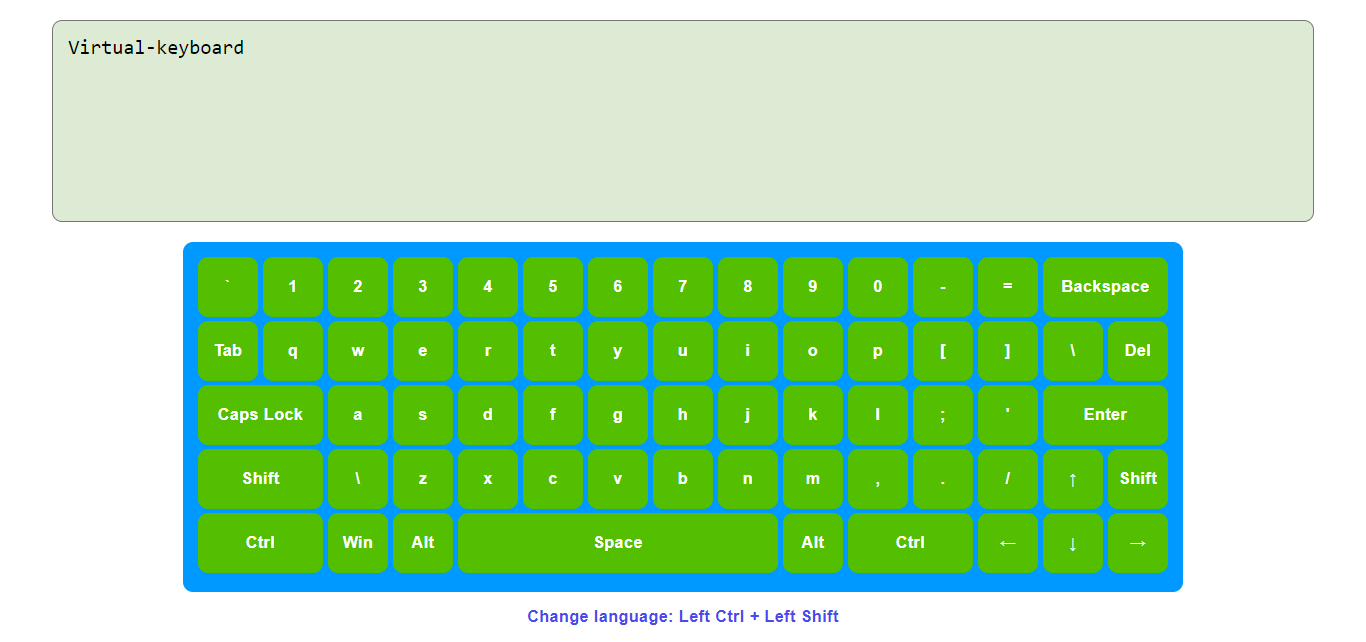 Virtual-keyboard
` 1 2 3 4 5 6 7 8 9 0 - = Backspace
Tab q w e r t y u i o p [ ] \ Del
Caps Lock a s d f g h j k l ; ' Enter
Shift \ z x c v b n m , . / ↑ Shift
Ctrl Win Alt Space Alt Ctrl ← ↓ →
Change language: Left Ctrl + Left Shift